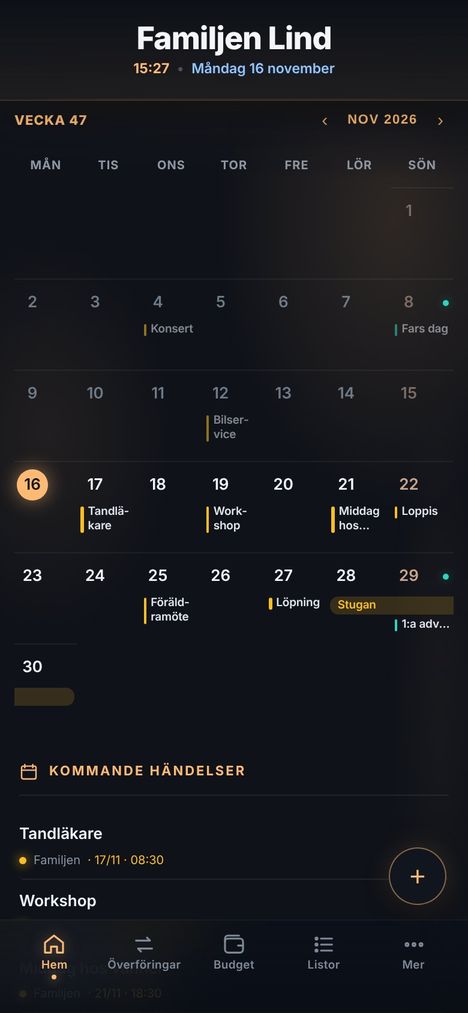 Familjen Lind
15:27 • Måndag 16 november
VECKA 47
‹ NOV 2026 ›
MÅN TIS ONS TOR FRE LÖR SÖN
1
2 3 4 5 6 7 8
Konsert Fars dag
9 10 11 12 13 14 15
Bilser-
vice
16 17 18 19 20 21 22
Tandlä- Work- Middag Loppis
kare shop hos...
23 24 25 26 27 28 29
Föräld- Löpning Stugan
ramöte 1:a adv...
30
KOMMANDE HÄNDELSER
Tandläkare
Familjen · 17/11 · 08:30
+
Workshop
Hem Överföringar Budget Listor Mer
Familjen · 21/11 · 18:30